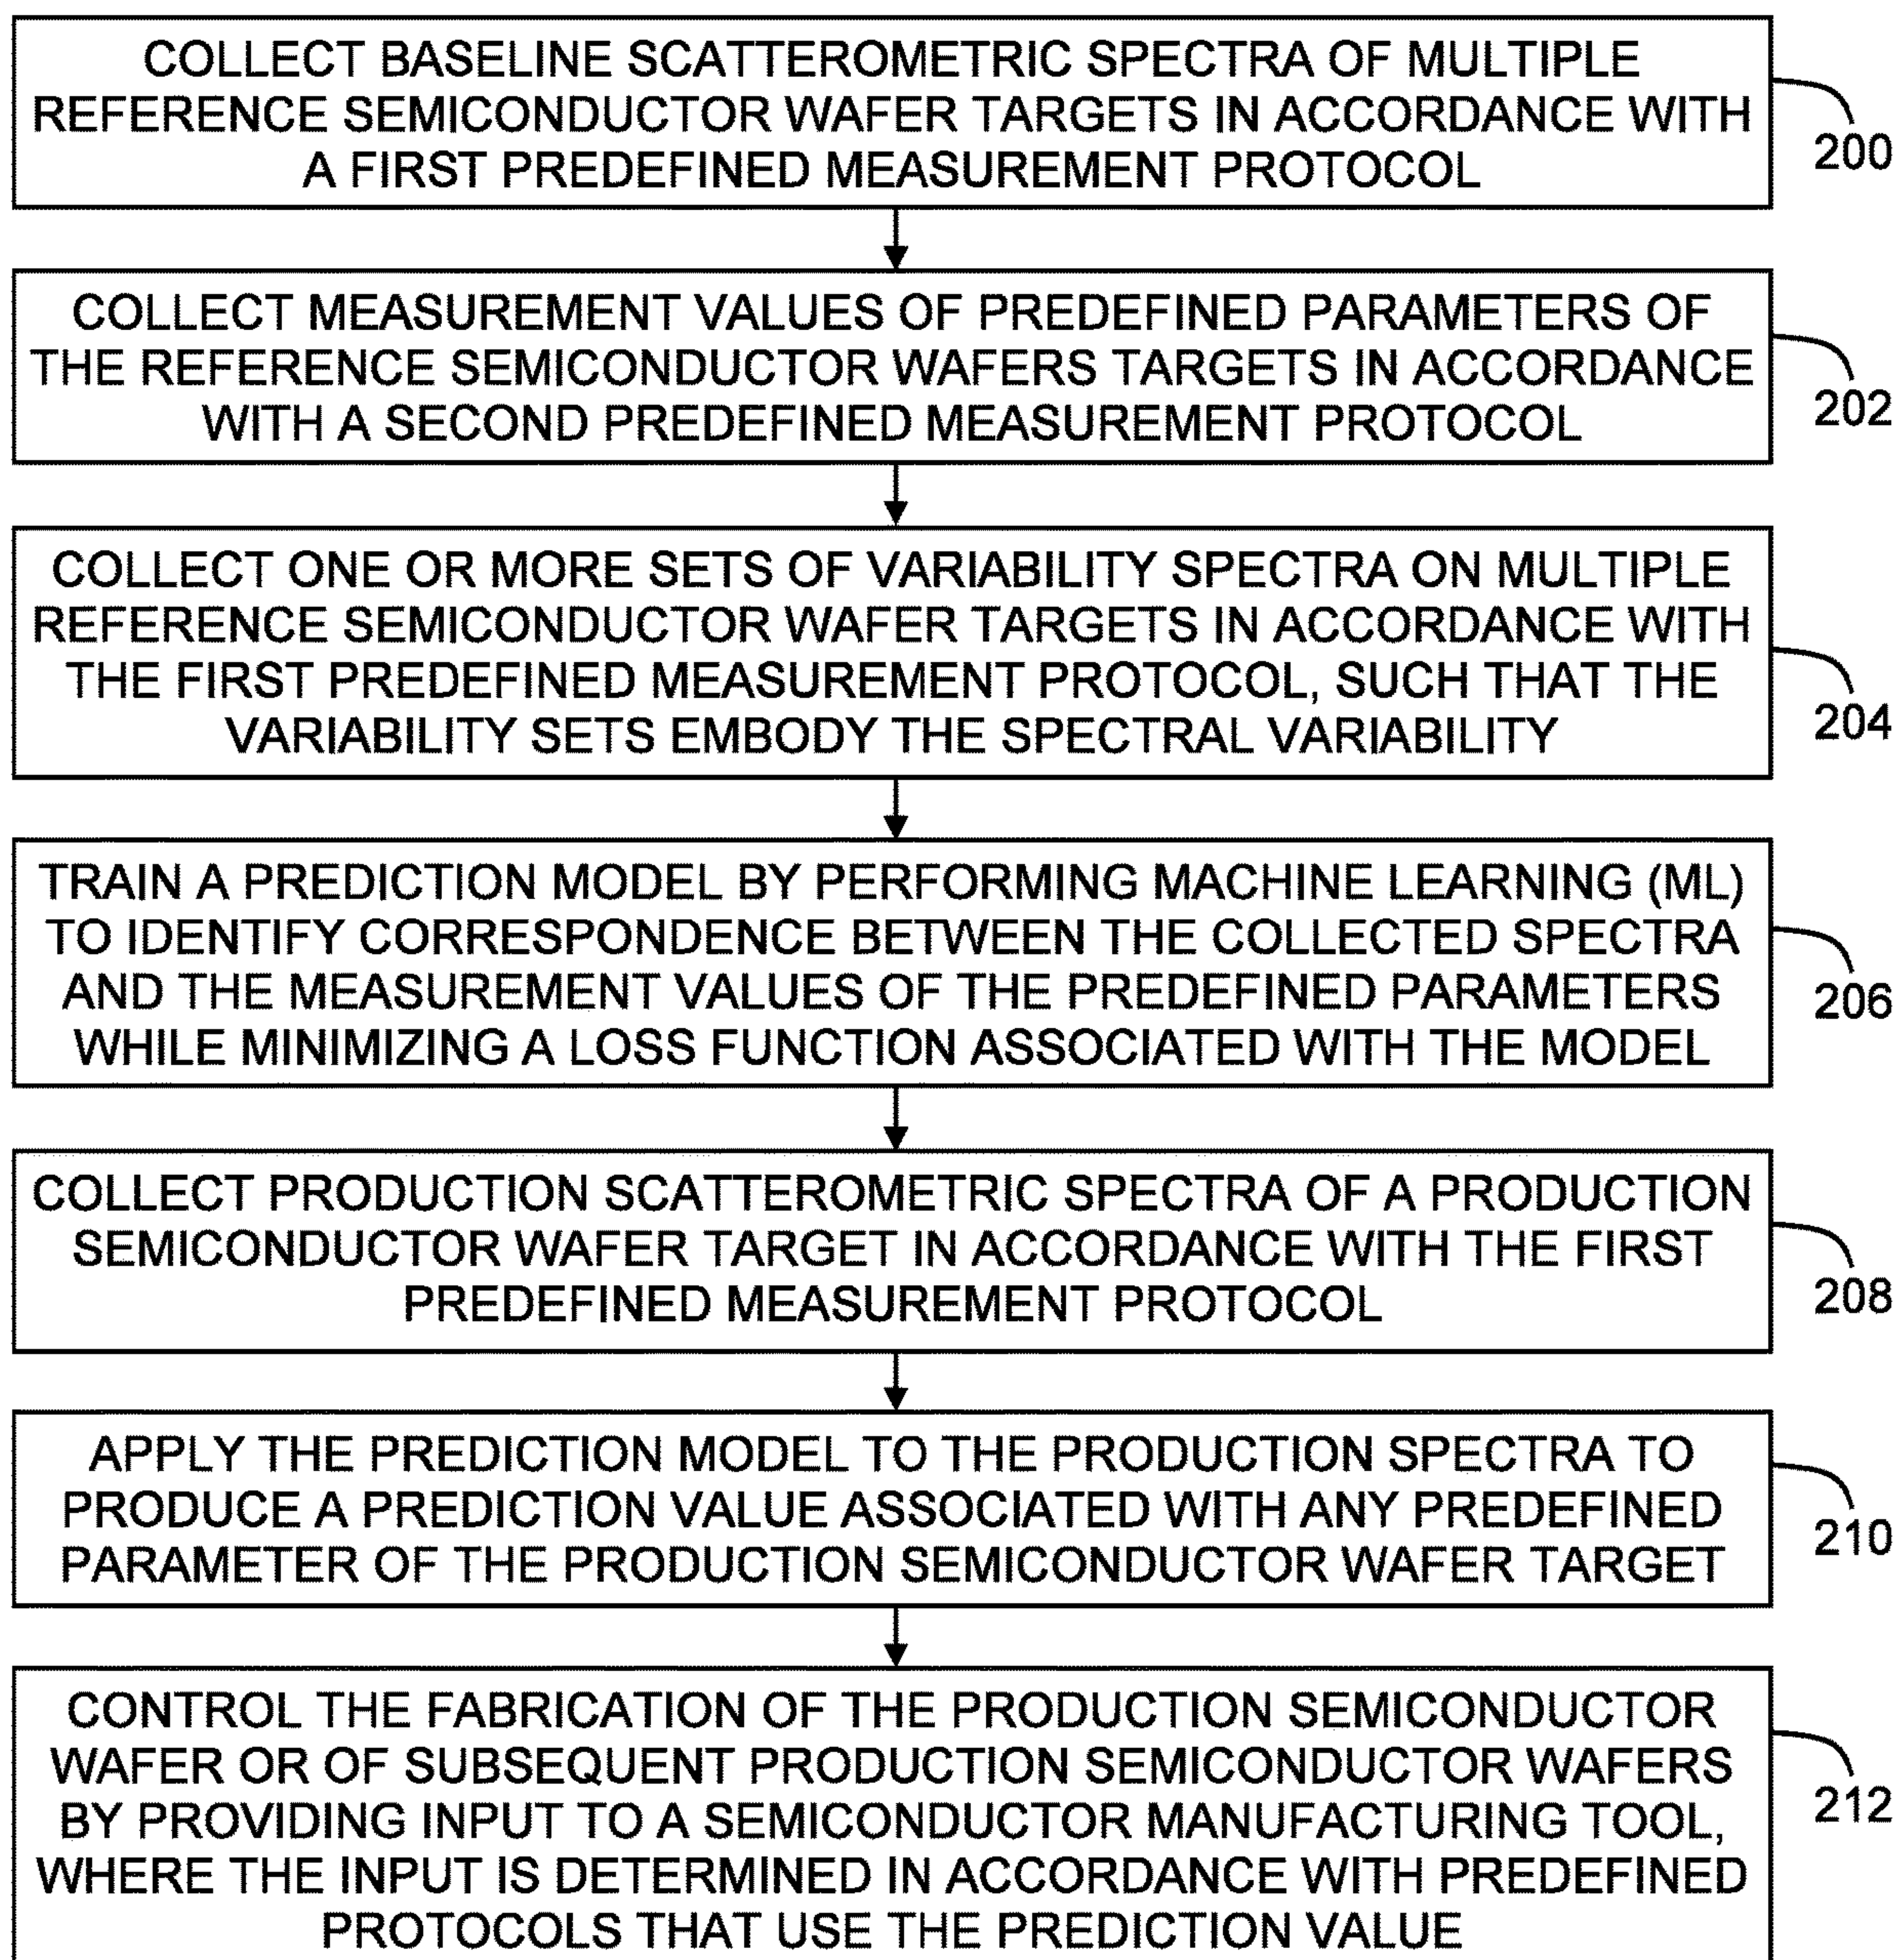 COLLECT BASELINE SCATTEROMETRIC SPECTRA OF MULTIPLE
REFERENCE SEMICONDUCTOR WAFER TARGETS IN ACCORDANCE WITH
A FIRST PREDEFINED MEASUREMENT PROTOCOL
200
COLLECT MEASUREMENT VALUES OF PREDEFINED PARAMETERS OF
THE REFERENCE SEMICONDUCTOR WAFERS TARGETS IN ACCORDANCE
WITH A SECOND PREDEFINED MEASUREMENT PROTOCOL
202
COLLECT ONE OR MORE SETS OF VARIABILITY SPECTRA ON MULTIPLE
REFERENCE SEMICONDUCTOR WAFER TARGETS IN ACCORDANCE WITH
THE FIRST PREDEFINED MEASUREMENT PROTOCOL, SUCH THAT THE
VARIABILITY SETS EMBODY THE SPECTRAL VARIABILITY
204
TRAIN A PREDICTION MODEL BY PERFORMING MACHINE LEARNING (ML)
TO IDENTIFY CORRESPONDENCE BETWEEN THE COLLECTED SPECTRA
AND THE MEASUREMENT VALUES OF THE PREDEFINED PARAMETERS
WHILE MINIMIZING A LOSS FUNCTION ASSOCIATED WITH THE MODEL
206
COLLECT PRODUCTION SCATTEROMETRIC SPECTRA OF A PRODUCTION
SEMICONDUCTOR WAFER TARGET IN ACCORDANCE WITH THE FIRST
PREDEFINED MEASUREMENT PROTOCOL
208
APPLY THE PREDICTION MODEL TO THE PRODUCTION SPECTRA TO
PRODUCE A PREDICTION VALUE ASSOCIATED WITH ANY PREDEFINED
PARAMETER OF THE PRODUCTION SEMICONDUCTOR WAFER TARGET
210
CONTROL THE FABRICATION OF THE PRODUCTION SEMICONDUCTOR
WAFER OR OF SUBSEQUENT PRODUCTION SEMICONDUCTOR WAFERS
BY PROVIDING INPUT TO A SEMICONDUCTOR MANUFACTURING TOOL,
WHERE THE INPUT IS DETERMINED IN ACCORDANCE WITH PREDEFINED
PROTOCOLS THAT USE THE PREDICTION VALUE
212